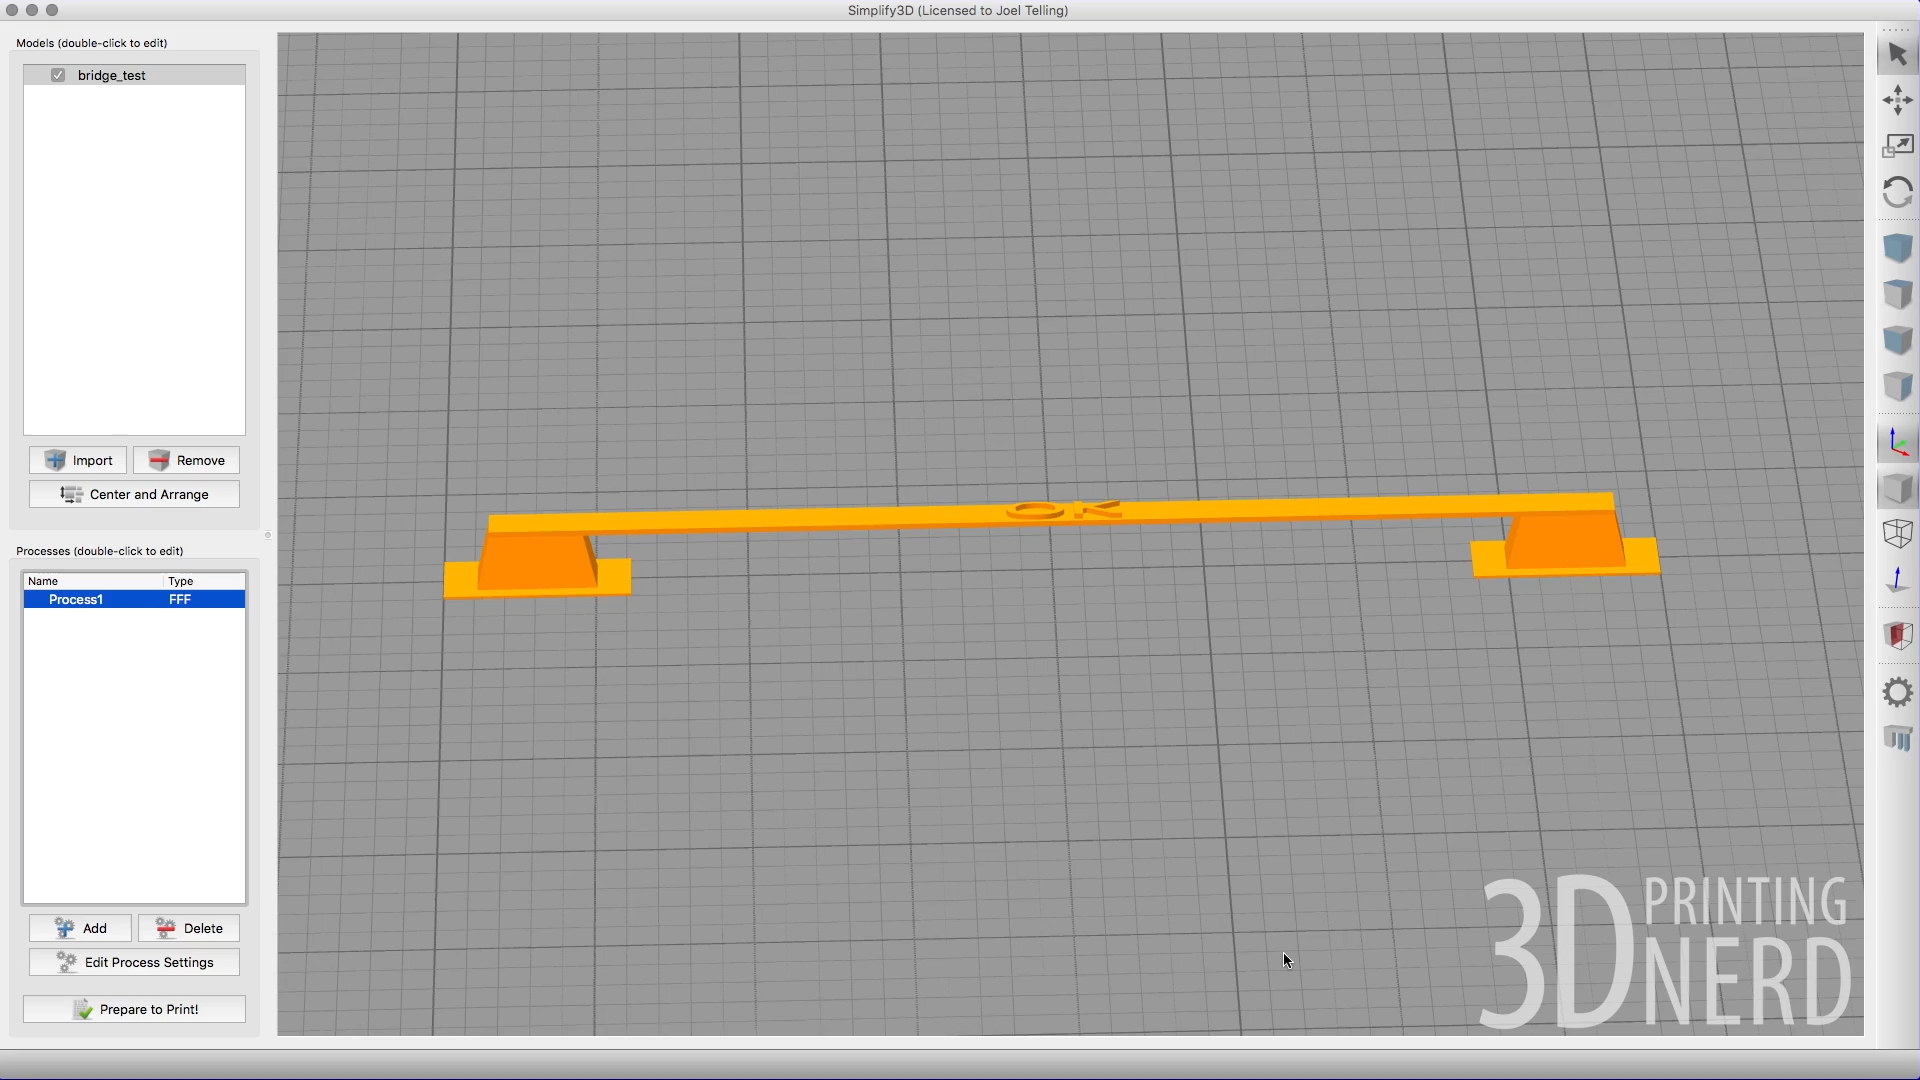 Simplify3D (Licensed to Joel Telling)
Models (double-click to edit)
bridge_test
Import
Remove
Center and Arrange
Processes (double-click to edit)
Name Type
Process1 FFF
Add
Delete
Edit Process Settings
Prepare to Print!
OK
3D PRINTING
NERD